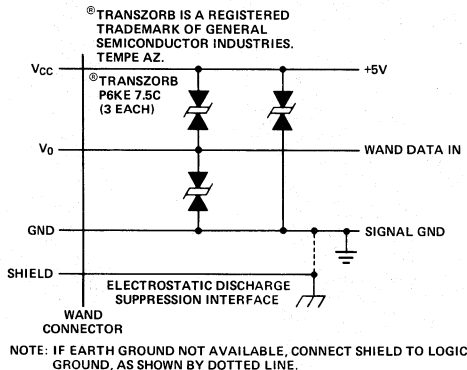 ® TRANSZORB IS A REGISTERED
TRADEMARK OF GENERAL
SEMICONDUCTOR INDUSTRIES.
TEMPE AZ.
VCC
® TRANSZORB
P6KE 7.5C
(3 EACH)
+5V
VO
WAND DATA IN
GND
SIGNAL GND
SHIELD
ELECTROSTATIC DISCHARGE
SUPPRESSION INTERFACE
WAND
CONNECTOR
NOTE: IF EARTH GROUND NOT AVAILABLE, CONNECT SHIELD TO LOGIC
GROUND, AS SHOWN BY DOTTED LINE.